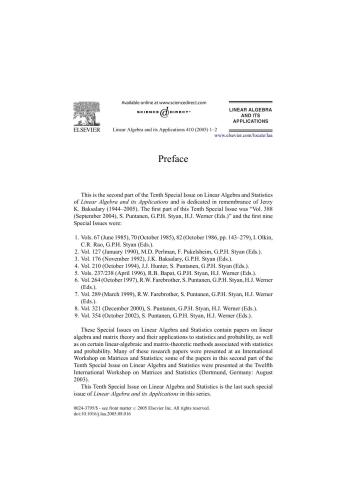 Available online at www.sciencedirect.com
SCIENCE DIRECT®
ELSEVIER
LINEAR ALGEBRA
AND ITS
APPLICATIONS
Linear Algebra and its Applications 410 (2005) 1–2
www.elsevier.com/locate/laa
Preface
This is the second part of the Tenth Special Issue on Linear Algebra and Statistics
of Linear Algebra and its Applications and is dedicated in remembrance of Jerzy
K. Baksalary (1944–2005). The first part of this Tenth Special Issue was “Vol. 388
(September 2004), S. Puntanen, G.P.H. Styan, H.J. Werner (Eds.)” and the first nine
Special Issues were:
1. Vols. 67 (June 1985), 70 (October 1985), 82 (October 1986, pp. 143–279), I. Olkin,
C.R. Rao, G.P.H. Styan (Eds.).
2. Vol. 127 (January 1990), M.D. Perlman, F. Pukelsheim, G.P.H. Styan (Eds.).
3. Vol. 176 (November 1992), J.K. Baksalary, G.P.H. Styan (Eds.).
4. Vol. 210 (October 1994), J.J. Hunter, S. Puntanen, G.P.H. Styan (Eds.).
5. Vols. 237/238 (April 1996), R.B. Bapat, G.P.H. Styan, H.J. Werner (Eds.).
6. Vol. 264 (October 1997), R.W. Farebrother, S. Puntanen, G.P.H. Styan, H.J. Werner
(Eds.).
7. Vol. 289 (March 1999), R.W. Farebrother, S. Puntanen, G.P.H. Styan, H.J. Werner
(Eds.).
8. Vol. 321 (December 2000), S. Puntanen, G.P.H. Styan, H.J. Werner (Eds.).
9. Vol. 354 (October 2002), S. Puntanen, G.P.H. Styan, H.J. Werner (Eds.).
These Special Issues on Linear Algebra and Statistics contain papers on linear
algebra and matrix theory and their applications to statistics and probability, as well
as on certain linear-algebraic and matrix-theoretic methods associated with statistics
and probability. Many of these research papers were presented at an International
Workshop on Matrices and Statistics; some of the papers in this second part of the
Tenth Special Issue on Linear Algebra and Statistics were presented at the Twelfth
International Workshop on Matrices and Statistics (Dortmund, Germany: August
2003).
This Tenth Special Issue on Linear Algebra and Statistics is the last such special
issue of Linear Algebra and its Applications in this series.
0024-3795/$ - see front matter © 2005 Elsevier Inc. All rights reserved.
doi:10.1016/j.laa.2005.08.016